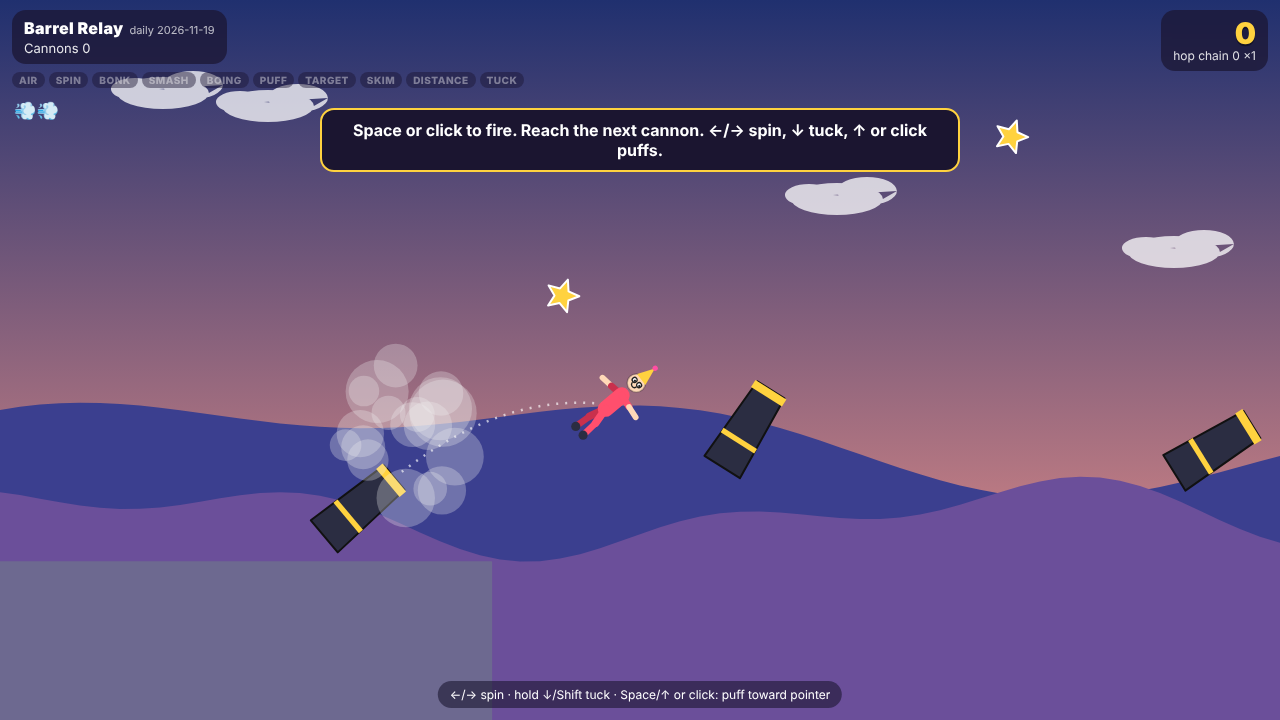 Barrel Relay daily 2026-11-19
Cannons 0
0
hop chain 0 ×1
AIR SPIN BONK SMASH BOING PUFF TARGET SKIM DISTANCE TUCK
Space or click to fire. Reach the next cannon. ←/→ spin, ↓ tuck, ↑ or click
puffs.
←/→ spin · hold ↓/Shift tuck · Space/↑ or click: puff toward pointer